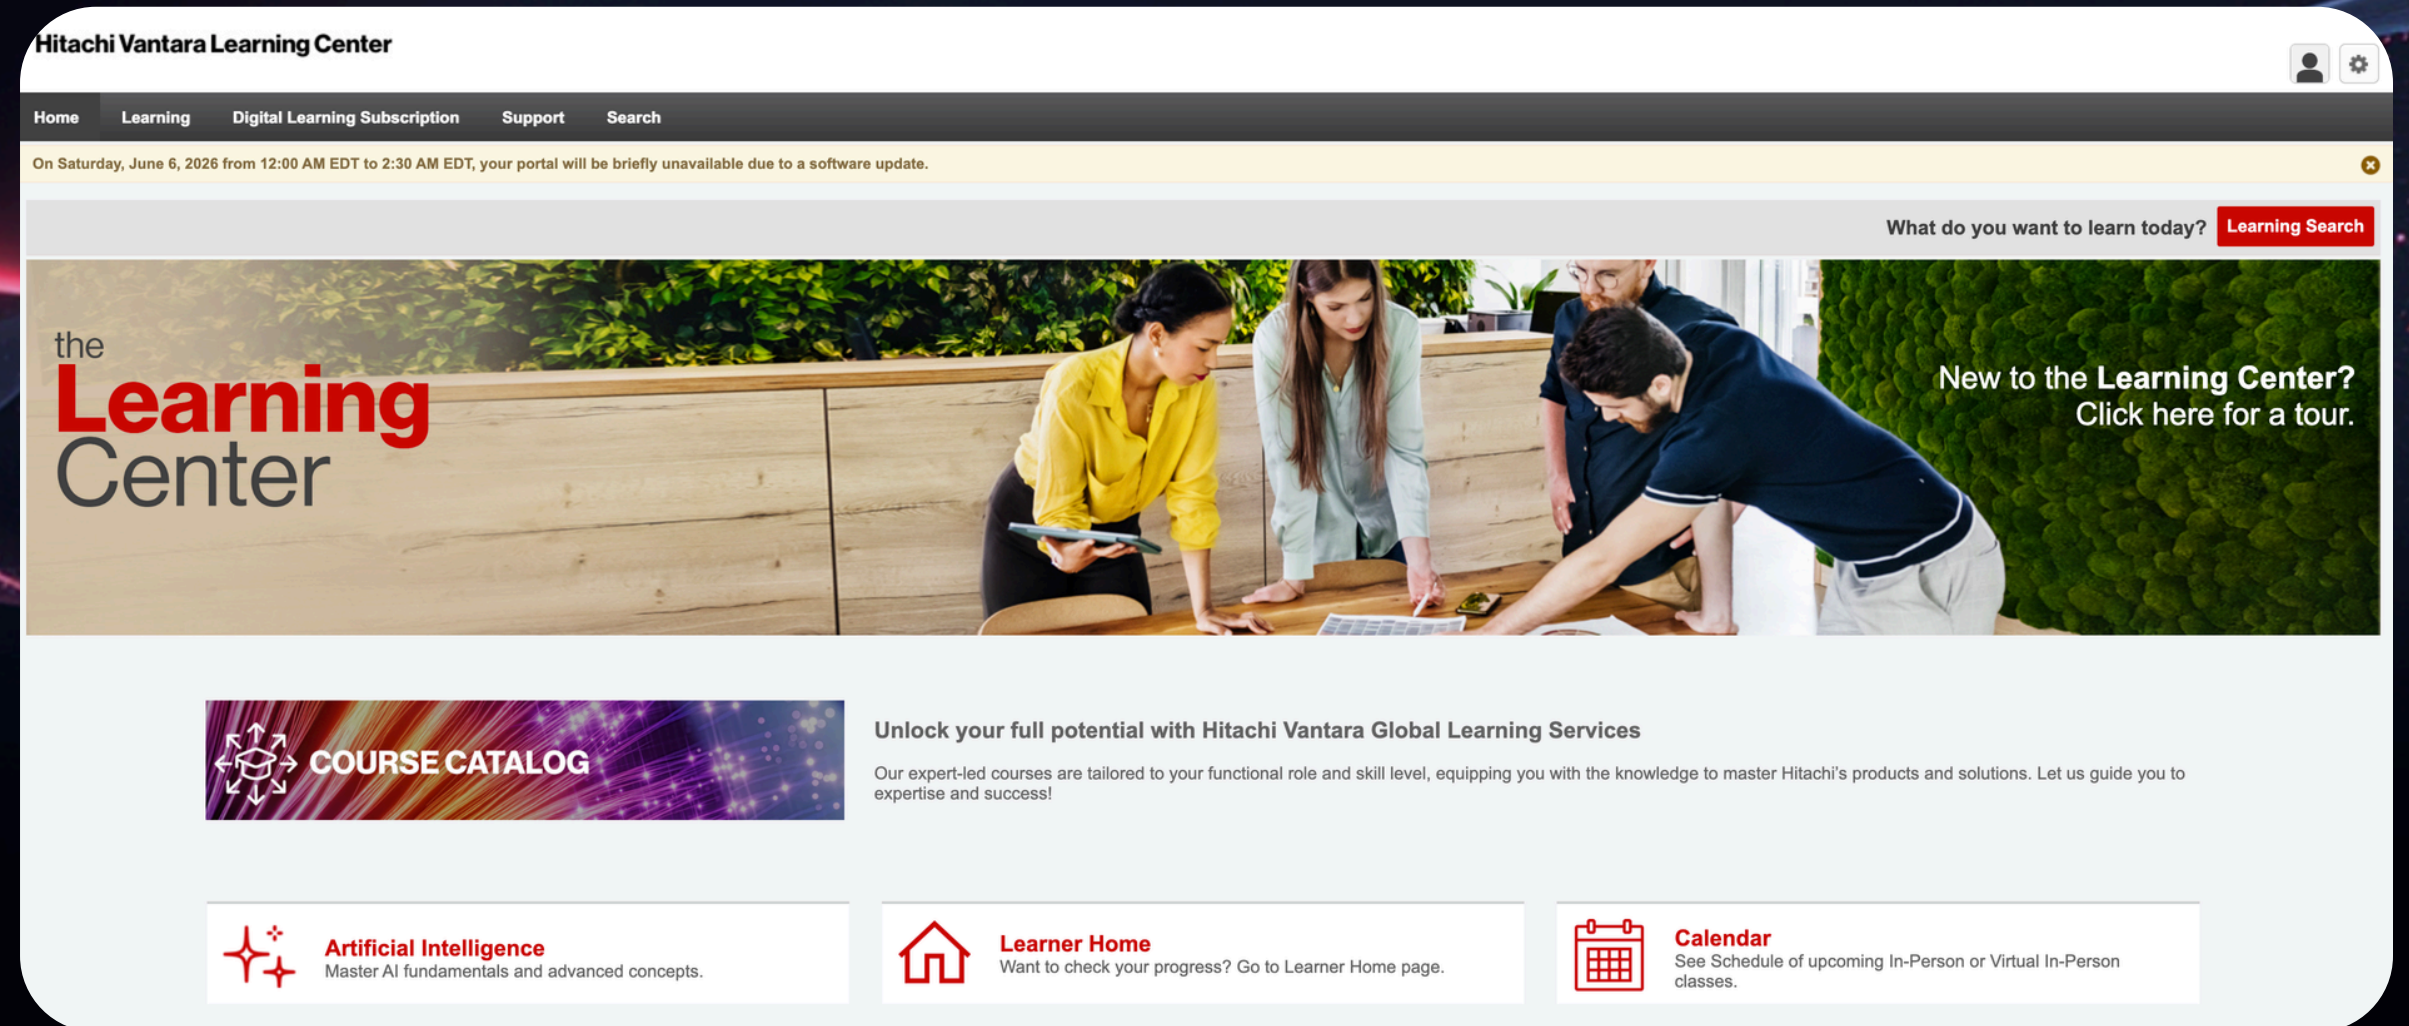 Hitachi Vantara Learning Center
Home Learning Digital Learning Subscription Support Search
On Saturday, June 6, 2026 from 12:00 AM EDT to 2:30 AM EDT, your portal will be briefly unavailable due to a software update.
What do you want to learn today? Learning Search
the
Learning
Center
New to the Learning Center?
Click here for a tour.
COURSE CATALOG
Unlock your full potential with Hitachi Vantara Global Learning Services
Our expert-led courses are tailored to your functional role and skill level, equipping you with the knowledge to master Hitachi's products and solutions. Let us guide you to
expertise and success!
Artificial Intelligence
Master AI fundamentals and advanced concepts.
Learner Home
Want to check your progress? Go to Learner Home page.
Calendar
See Schedule of upcoming In-Person or Virtual In-Person
classes.